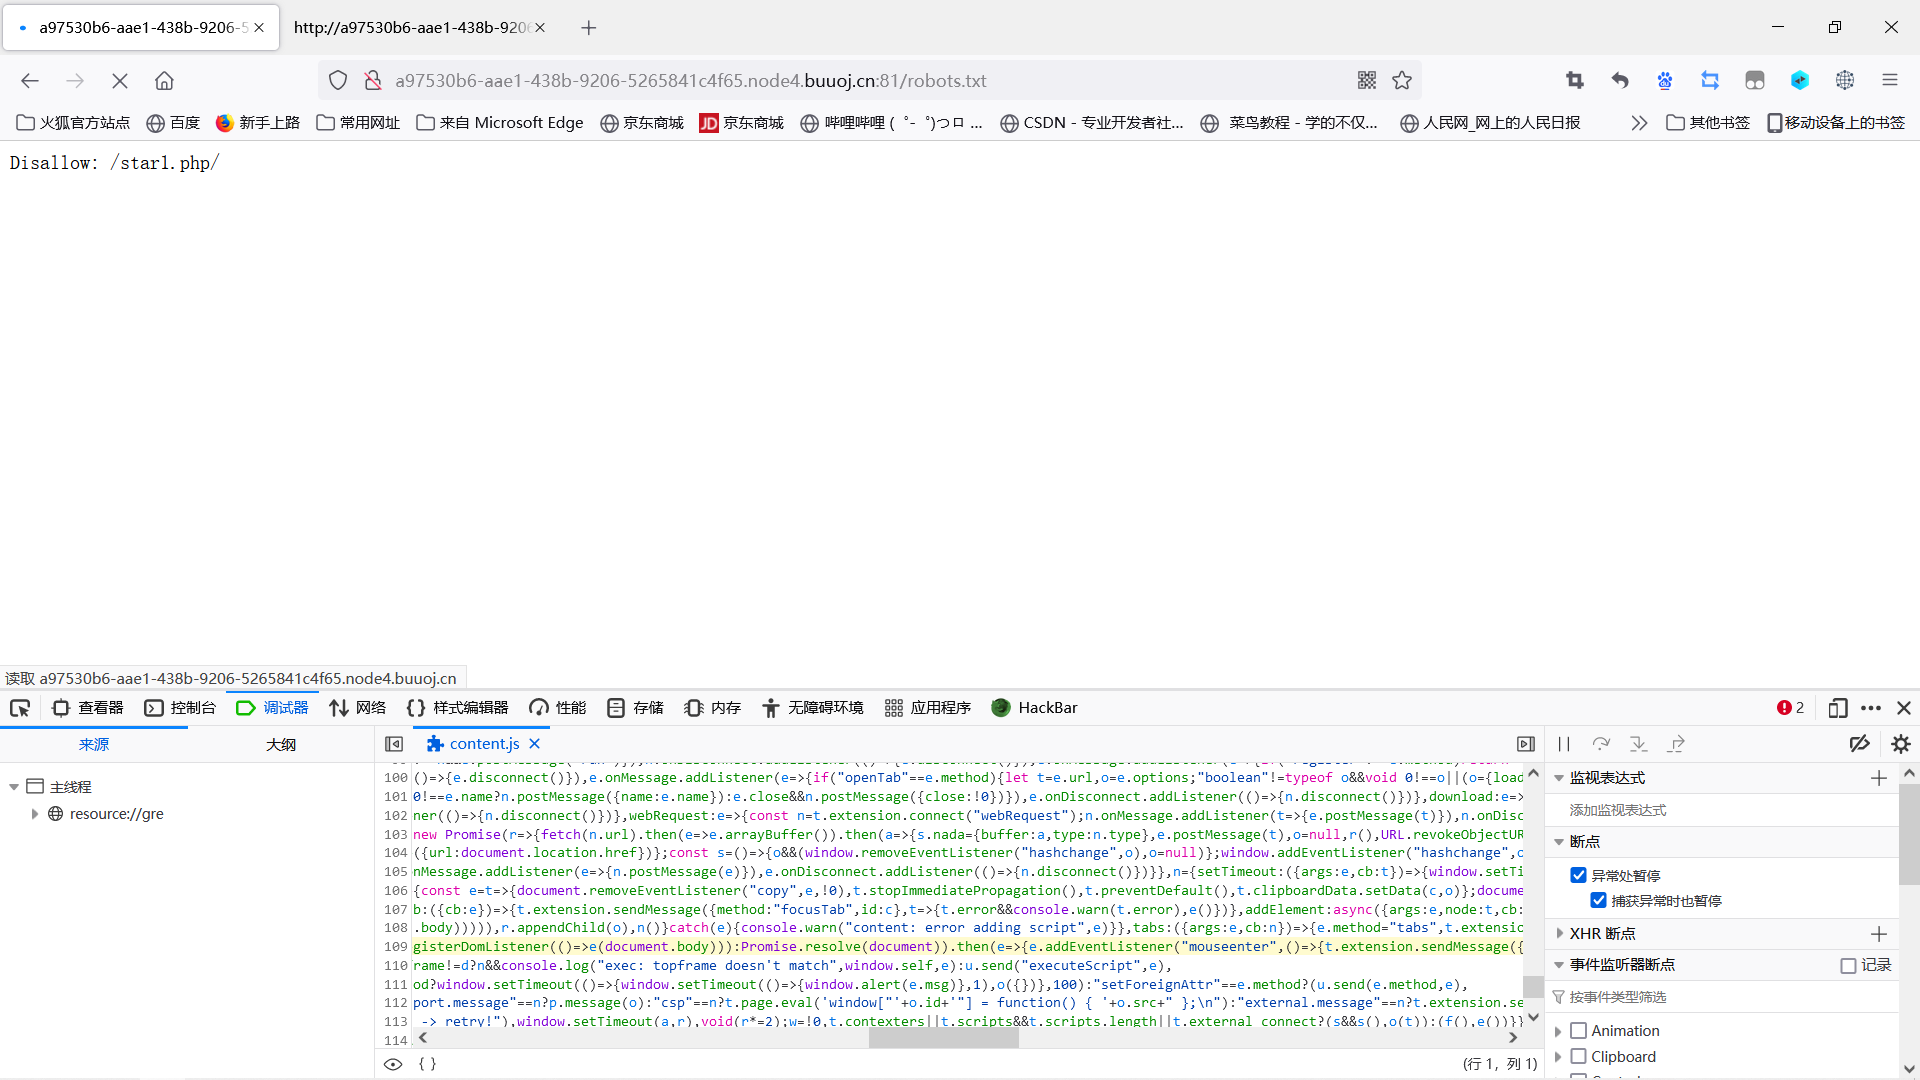 a97530b6-aae1-438b-9206-5
http://a97530b6-aae1-438b-9206
a97530b6-aae1-438b-9206-5265841c4f65.node4.buuoj.cn:81/robots.txt
火狐官方站点 百度 新手上路 常用网址 来自 Microsoft Edge 京东商城 JD 京东商城 哔哩哔哩 ( ゜- ゜)つロ ... CSDN - 专业开发者社... 菜鸟教程 - 学的不仅... 人民网_网上的人民日报 其他书签 移动设备上的书签
Disallow: /star1.php/
读取 a97530b6-aae1-438b-9206-5265841c4f65.node4.buuoj.cn
查看器 控制台 调试器 网络 样式编辑器 性能 存储 内存 无障碍环境 应用程序 HackBar 2
来源 大纲 content.js
主线程
resource://gre
100 ()=>{e.disconnect()}),e.onMessage.addListener(e=>{if("openTab"==e.method){let t=e.url,o=e.options;"boolean"!=typeof o&&void 0!==o||(o={load
101 0!==e.name?n.postMessage({name:e.name}):e.close&&n.postMessage({close:!0})}),e.onDisconnect.addListener(()=>{n.disconnect()})},download:e=>
102 ner(()=>{n.disconnect()})},webRequest:e=>{const n=t.extension.connect("webRequest");n.onMessage.addListener(t=>{e.postMessage(t)}),n.onDisc
103 new Promise(r=>{fetch(n.url).then(e=>e.arrayBuffer()).then(a=>{s.nada={buffer:a,type:n.type},e.postMessage(t),o=null,r(),URL.revokeObjectUR
104 ({url:document.location.href})};const s=()=>{o&&(window.removeEventListener("hashchange",o),o=null)};window.addEventListener("hashchange",o
105 nMessage.addListener(e=>{n.postMessage(e)}),e.onDisconnect.addListener(()=>{n.disconnect()})}},n={setTimeout:({args:e,cb:t})=>{window.setTi
106 {const e=t=>{document.removeEventListener("copy",e,!0),t.stopImmediatePropagation(),t.preventDefault(),t.clipboardData.setData(c,o)};docume
107 b:({cb:e})=>{t.extension.sendMessage({method:"focusTab",id:c},t=>{t.error&&console.warn(t.error),e()})},addElement:async({args:e,node:t,cb:
108 .body))))),r.appendChild(o),n()}catch(e){console.warn("content: error adding script",e)}},tabs:({args:e,cb:n})=>{e.method="tabs",t.extensio
109 gisterDomListener(()=>e(document.body))):Promise.resolve(document)).then(e=>{e.addEventListener("mouseenter",()=>{t.extension.sendMessage({
110 rame!=d?n&&console.log("exec: topframe doesn't match",window.self,e):u.send("executeScript",e),
111 od?window.setTimeout(()=>{window.setTimeout(()=>{window.alert(e.msg)},1),o({})},100):"setForeignAttr"==e.method?(u.send(e.method,e),
112 port.message"==n?p.message(o):"csp"==n?t.page.eval('window["'+o.id+'"] = function() { '+o.src+" };\n"):"external.message"==n?t.extension.se
113 -> retry!"),window.setTimeout(a,r),void(r*=2);w=!0,t.contexters||t.scripts&&t.scripts.length||t.external_connect?(s&&s(),o(t)):(f(),e())}}
114
{ } (行 1，列 1)
监视表达式
添加监视表达式
断点
异常处暂停
捕获异常时也暂停
XHR 断点
事件监听器断点 记录
按事件类型筛选
Animation
Clipboard